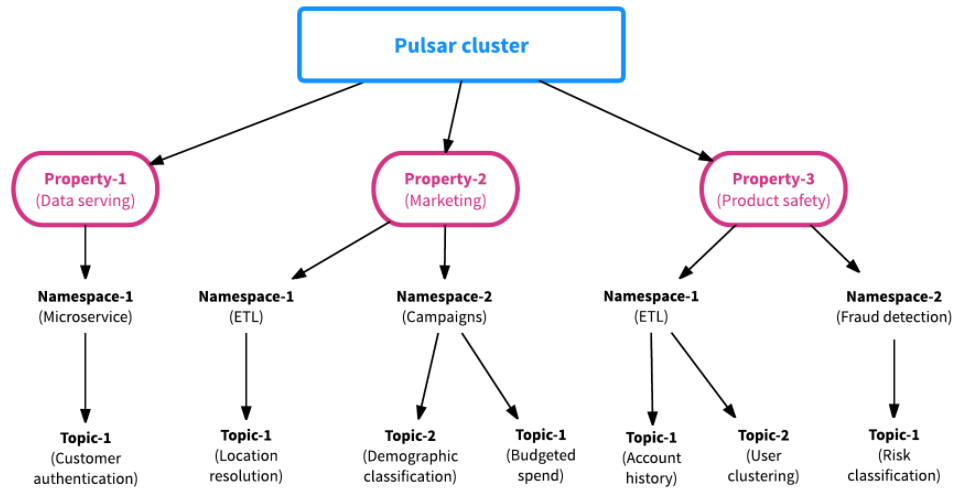 Pulsar cluster
Property-1
(Data serving)
Property-2
(Marketing)
Property-3
(Product safety)
Namespace-1
(Microservice)
Namespace-1
(ETL)
Namespace-2
(Campaigns)
Namespace-1
(ETL)
Namespace-2
(Fraud detection)
Topic-1
(Customer
authentication)
Topic-1
(Location
resolution)
Topic-2
(Demographic
classification)
Topic-1
(Budgeted
spend)
Topic-1
(Account
history)
Topic-2
(User
clustering)
Topic-1
(Risk
classification)